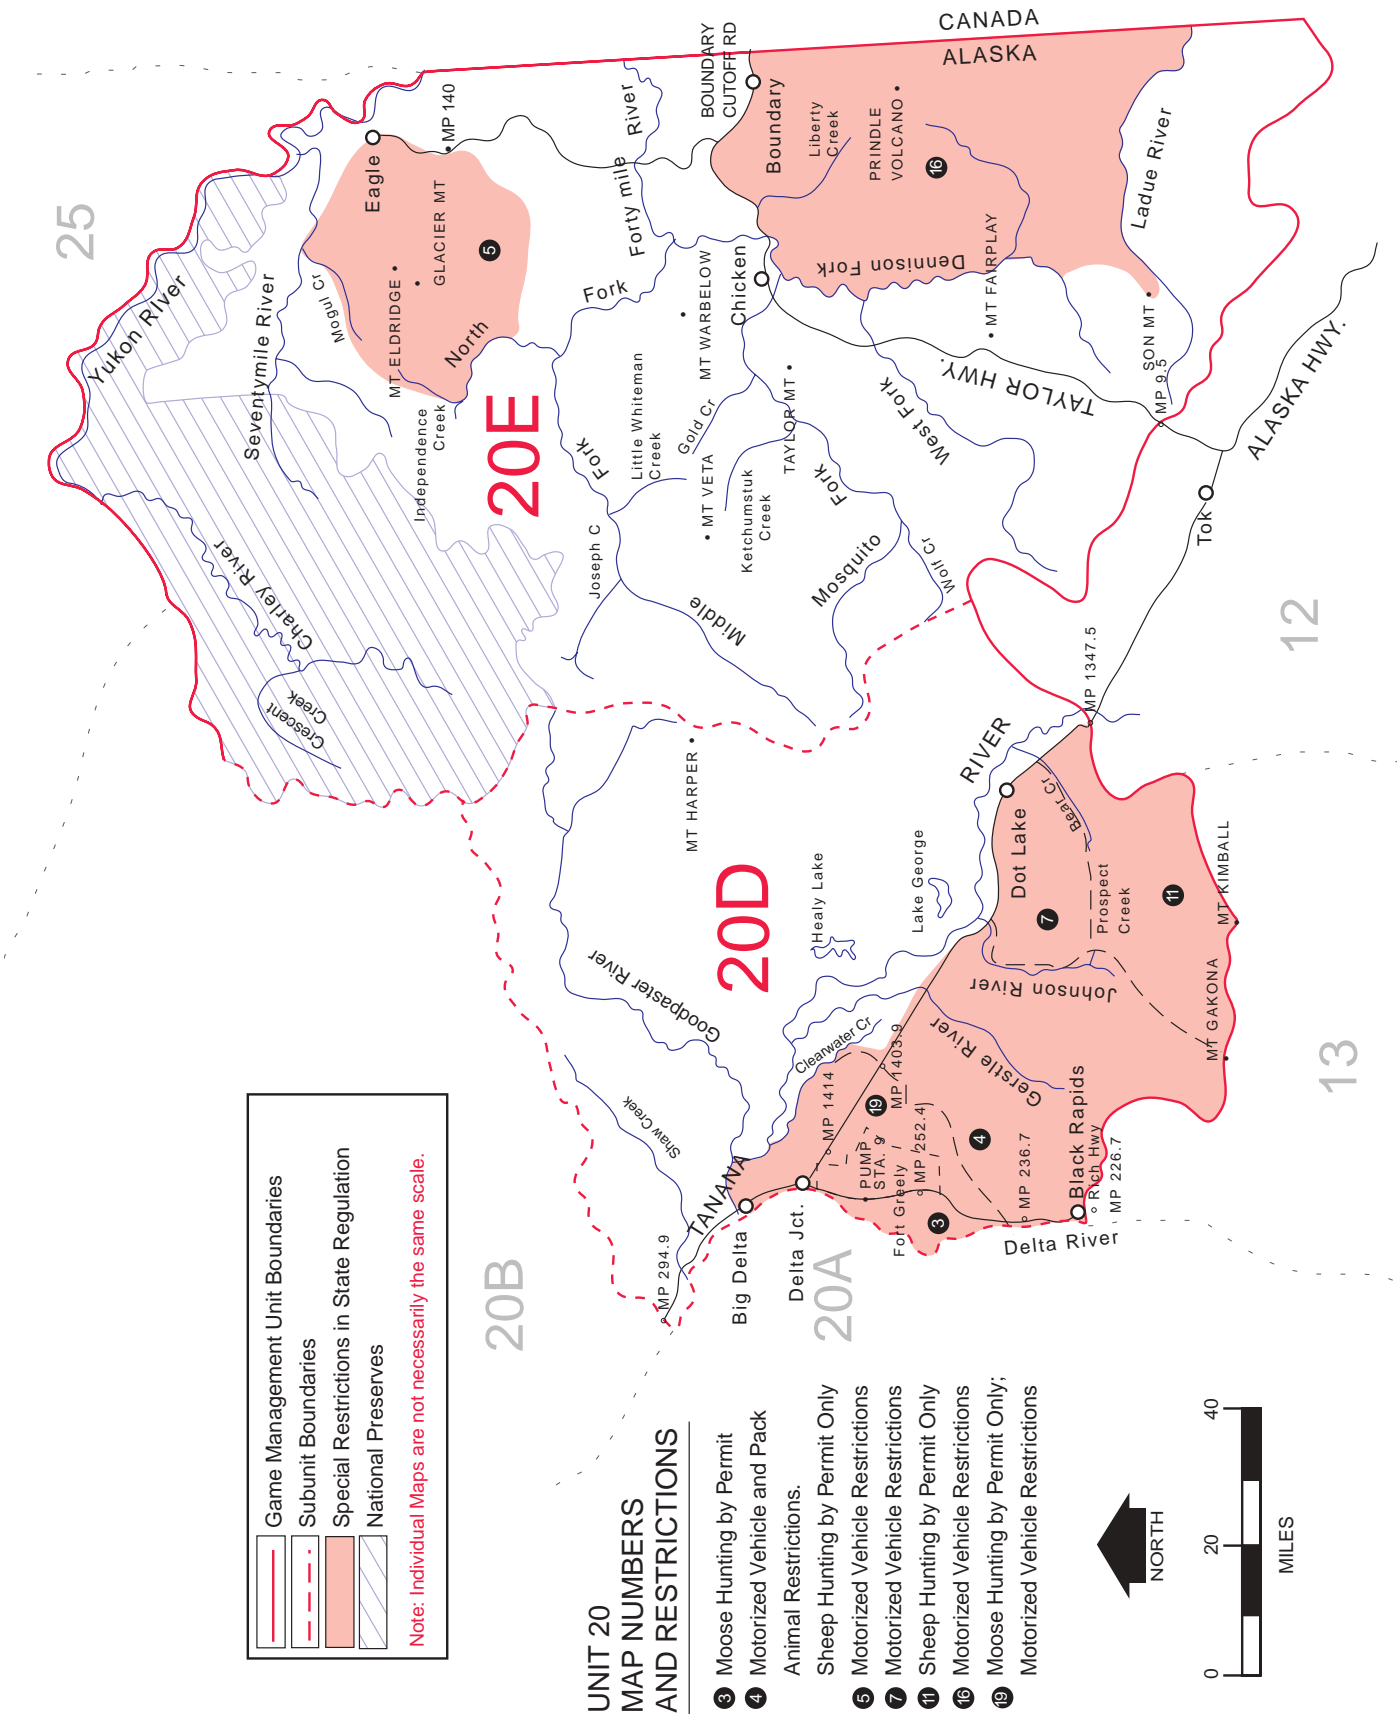 Game Management Unit Boundaries
Subunit Boundaries
Special Restrictions in State Regulation
National Preserves
Note: Individual Maps are not necessarily the same scale.
UNIT 20
MAP NUMBERS
AND RESTRICTIONS
3 Moose Hunting by Permit
4 Motorized Vehicle and Pack
Animal Restrictions.
Sheep Hunting by Permit Only
5 Motorized Vehicle Restrictions
7 Motorized Vehicle Restrictions
11 Sheep Hunting by Permit Only
16 Motorized Vehicle Restrictions
19 Moose Hunting by Permit Only;
Motorized Vehicle Restrictions
NORTH
0 20 40
MILES
25
20B
20A
13
12
20D
20E
CANADA
ALASKA
Yukon RIver
Seventymile River
Mogul Cr
Charley River
Crescent
Creek
Eagle
MP 140
GLACIER MT
MT ELDRIDGE
5
North
Fork
Independence
Creek
Forty mile River
BOUNDARY
CUTOFF RD
Boundary
Liberty
Creek
PRINDLE
VOLCANO
16
Ladue River
Dennison Fork
MT FAIRPLAY
Chicken
MT WARBELOW
Little Whiteman
Creek
Gold Cr
MT VETA
Ketchumstuk
Creek
TAYLOR MT
Fork
Joseph C
Middle
Mosquito
Fork
Wolf Cr
West Fork
TAYLOR HWY.
SON MT
MP 9.5
ALASKA HWY.
Tok
MP 1347.5
MT HARPER
RIVER
Dot Lake
Bear Cr
7
Prospect
Creek
11
MT KIMBALL
MT GAKONA
Johnson River
Lake George
Healy Lake
Goodpaster River
Clearwater Cr
Gerstle River
MP 1403.9
MP 1414
19
PUMP
STA. 9
MP 252.4
Fort Greely
3
4
MP 236.7
Black Rapids
Rich Hwy
MP 226.7
Delta River
Shaw Creek
TANANA
MP 294.9
Big Delta
Delta Jct.